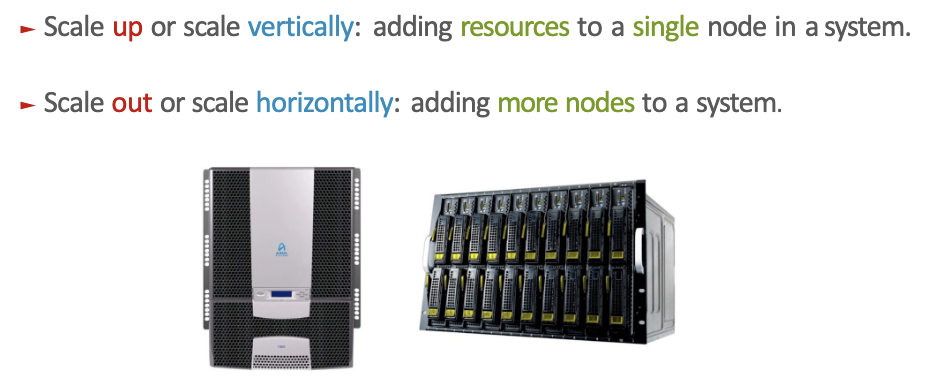 ► Scale up or scale vertically: adding resources to a single node in a system.
► Scale out or scale horizontally: adding more nodes to a system.